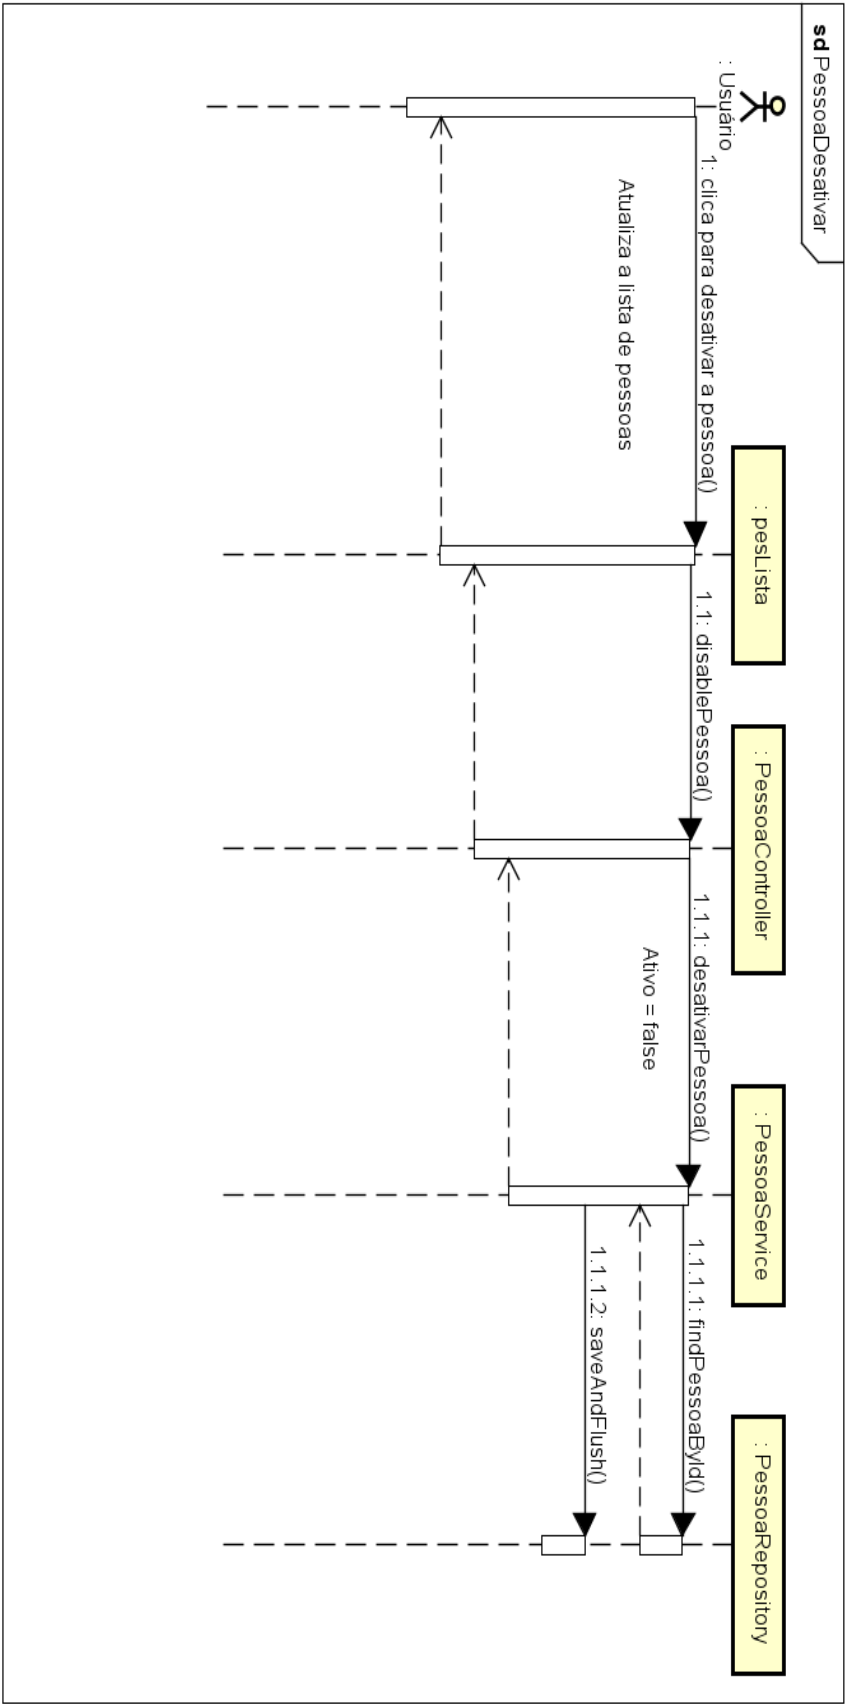 sd PessoaDesativar
: Usuário
: pesLista
: PessoaController
: PessoaService
: PessoaRepository
1: clica para desativar a pessoa()
1.1: disablePessoa()
1.1.1: desativarPessoa()
1.1.1.1: findPessoaById()
Atualiza a lista de pessoas
Ativo = false
1.1.1.2: saveAndFlush()